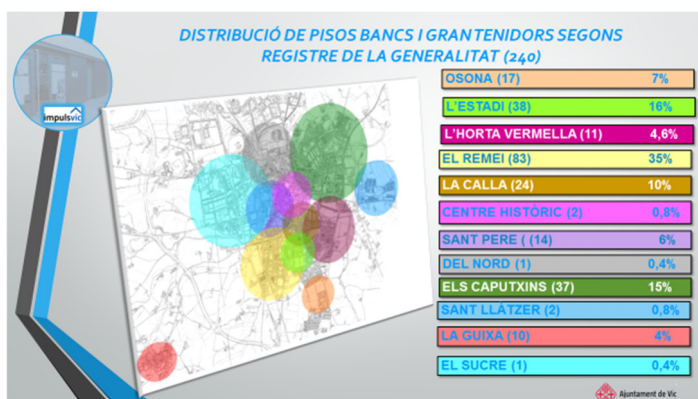 DISTRIBUCIÓ DE PISOS BANCS I GRAN TENIDORS SEGONS
REGISTRE DE LA GENERALITAT (240)
impulsvic
OSONA (17) 7%
L'ESTADI (38) 16%
L'HORTA VERMELLA (11) 4,6%
EL REMEI (83) 35%
LA CALLA (24) 10%
CENTRE HISTÒRIC (2) 0,8%
SANT PERE ( (14) 6%
DEL NORD (1) 0,4%
ELS CAPUTXINS (37) 15%
SANT LLÀTZER (2) 0,8%
LA GUIXA (10) 4%
EL SUCRE (1) 0,4%
Ajuntament de Vic